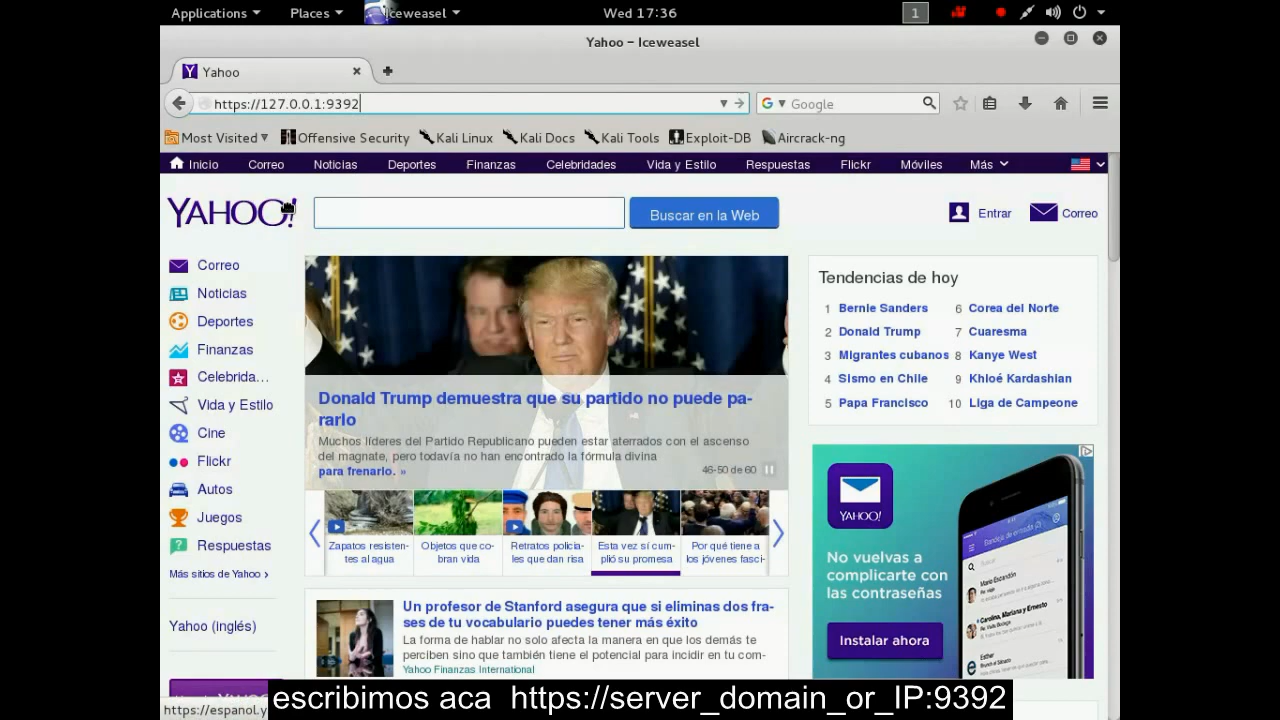 Applications Places Iceweasel Wed 17:36 1
Yahoo – Iceweasel
Yahoo
https://127.0.0.1:9392 Google
Most Visited Offensive Security Kali Linux Kali Docs Kali Tools Exploit-DB Aircrack-ng
Inicio Correo Noticias Deportes Finanzas Celebridades Vida y Estilo Respuestas Flickr Móviles Más
YAHOO! Buscar en la Web Entrar Correo
Correo
Noticias
Deportes
Finanzas
Celebrida...
Vida y Estilo
Cine
Flickr
Autos
Juegos
Respuestas
Más sitios de Yahoo ›
Yahoo (inglés)
Donald Trump demuestra que su partido no puede pa-
rarlo
Muchos líderes del Partido Republicano pueden estar aterrados con el ascenso
del magnate, pero todavía no han encontrado la fórmula divina
para frenarlo. »
46-50 de 60
Zapatos resisten-
tes al agua
Objetos que co-
bran vida
Retratos policia-
les que dan risa
Esta vez sí cum-
plió su promesa
Por qué tiene a
los jóvenes fasci-
Un profesor de Stanford asegura que si eliminas dos fra-
ses de tu vocabulario puedes tener más éxito
La forma de hablar no solo afecta la manera en que los demás te
perciben sino que también tiene el potencial para incidir en tu com-
Yahoo Finanzas International
Tendencias de hoy
1 Bernie Sanders
2 Donald Trump
3 Migrantes cubanos
4 Sismo en Chile
5 Papa Francisco
6 Corea del Norte
7 Cuaresma
8 Kanye West
9 Khloé Kardashian
10 Liga de Campeone
YAHOO!
No vuelvas a
complicarte con
las contraseñas
Instalar ahora
Bandeja de entrada (2)
Mario Escandón
Carolina, Mariana y Ernesto
Esther
https://espanol.y
escribimos aca https://server_domain_or_IP:9392